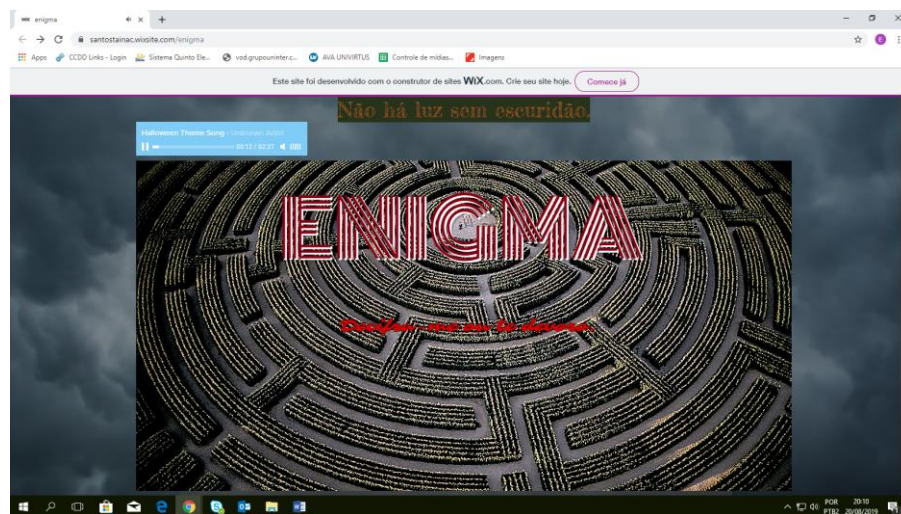 enigma
santostainac.wixsite.com/enigma
Apps CCDO Links - Login Sistema Quinto Ele... vod.grupouninter.c... AVA UNIVIRTUS Controle de mídias... Imagens
Este site foi desenvolvido com o construtor de sites WiX.com. Crie seu site hoje. Comece já
Não há luz sem escuridão.
Halloween Theme Song - Unknown Artist
00:12 / 02:27
ENIGMA
Decifra-me ou te devoro.
POR 20:10
PTB2 20/08/2019